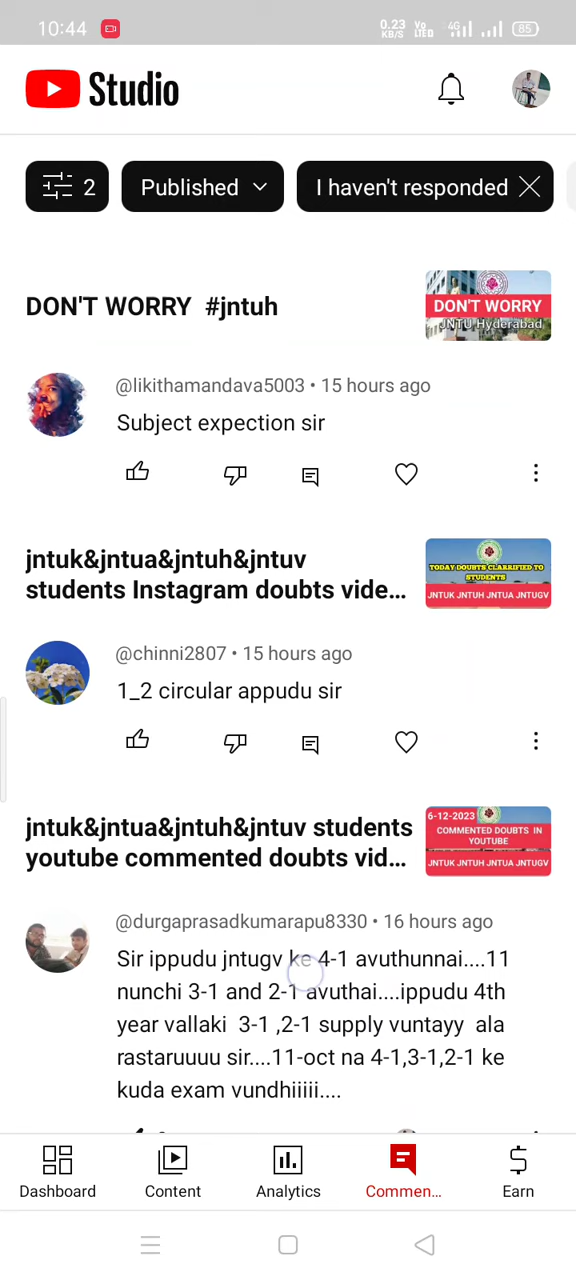 10:44
0.23 KB/S
Vo LTED
4G
85
Studio
2
Published
I haven't responded
DON'T WORRY #jntuh
DON'T WORRY
JNTU Hyderabad
@likithamandava5003 • 15 hours ago
Subject expection sir
jntuk&jntua&jntuh&jntuv
students Instagram doubts vide...
TODAY DOUBTS CLARRIFIED TO
STUDENTS
JNTUK JNTUH JNTUA JNTUGV
@chinni2807 • 15 hours ago
1_2 circular appudu sir
jntuk&jntua&jntuh&jntuv students
youtube commented doubts vid...
6-12-2023
COMMENTED DOUBTS IN
YOUTUBE
JNTUK JNTUH JNTUA JNTUGV
@durgaprasadkumarapu8330 • 16 hours ago
Sir ippudu jntugv ke 4-1 avuthunnai....11
nunchi 3-1 and 2-1 avuthai....ippudu 4th
year vallaki 3-1 ,2-1 supply vuntayy ala
rastaruuuu sir....11-oct na 4-1,3-1,2-1 ke
kuda exam vundhiiiii....
Dashboard
Content
Analytics
Commen...
Earn